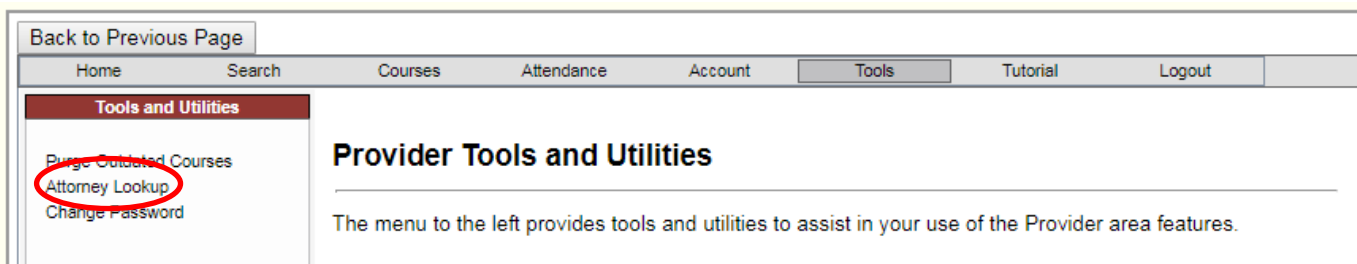 Back to Previous Page
Home Search Courses Attendance Account Tools Tutorial Logout
Tools and Utilities
Purge Outdated Courses
Attorney Lookup
Change Password
Provider Tools and Utilities
The menu to the left provides tools and utilities to assist in your use of the Provider area features.